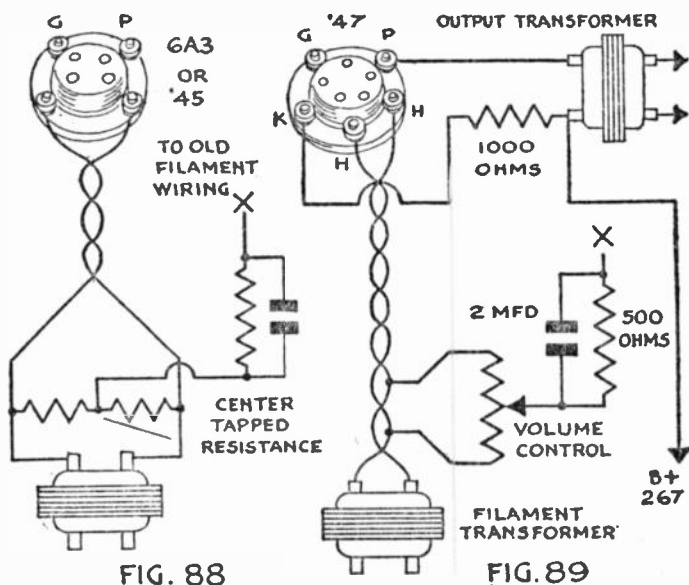 G P
6A3
OR
'45
TO OLD
FILAMENT
WIRING
X
CENTER
TAPPED
RESISTANCE
FIG. 88
'47
G P
K H
H
OUTPUT TRANSFORMER
1000
OHMS
X
2 MFD
500
OHMS
VOLUME
CONTROL
B+
267
FILAMENT
TRANSFORMER
FIG. 89